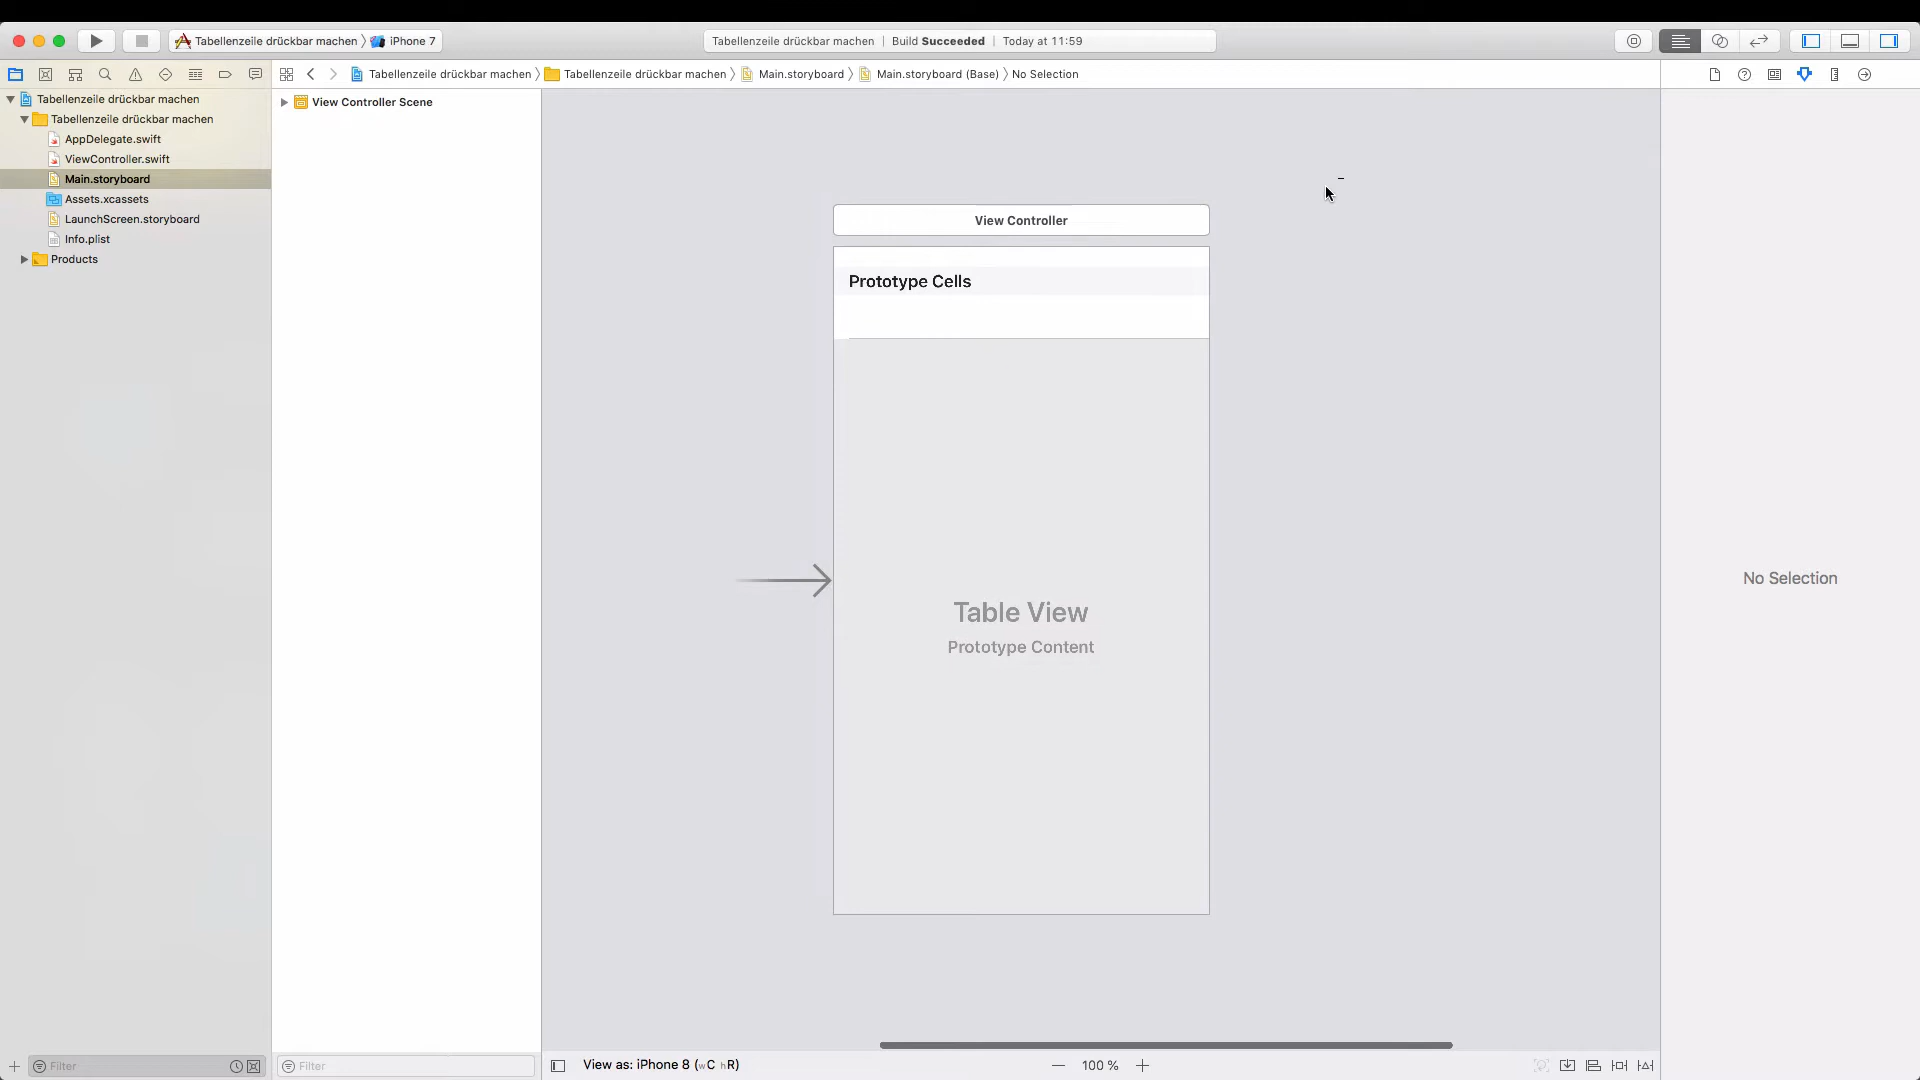 Tabellenzeile drückbar machen
iPhone 7
Tabellenzeile drückbar machen | Build Succeeded | Today at 11:59
Tabellenzeile drückbar machen
Tabellenzeile drückbar machen
Main.storyboard
Main.storyboard (Base)
No Selection
Tabellenzeile drückbar machen
Tabellenzeile drückbar machen
AppDelegate.swift
ViewController.swift
Main.storyboard
Assets.xcassets
LaunchScreen.storyboard
Info.plist
Products
View Controller Scene
View Controller
Prototype Cells
Table View
Prototype Content
No Selection
Filter
Filter
View as: iPhone 8 (wC hR)
100 %